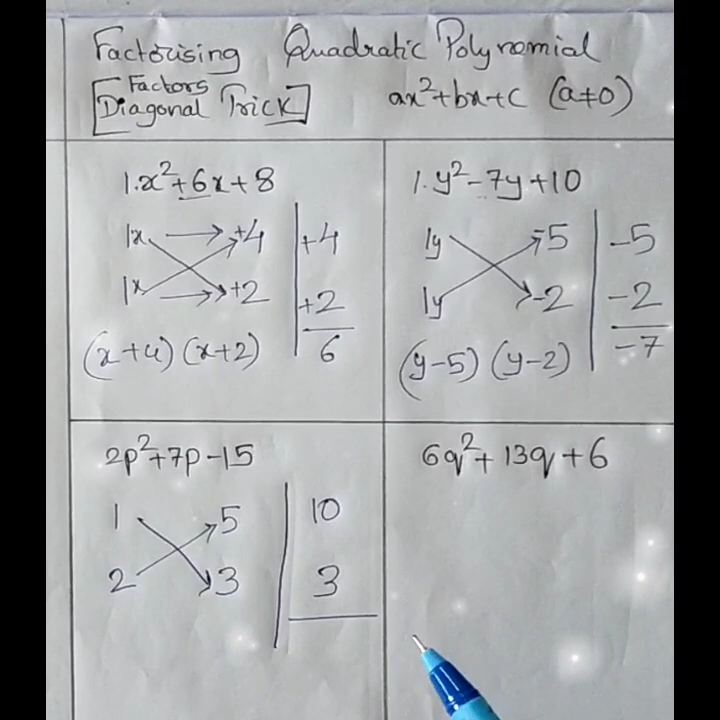 Factorising Quadratic Polynomial
[Factors Diagonal Trick] ax²+bx+c (a≠0)
1.x²+6x+8
1x +4 +4
1x +2 +2
6
(x+4) (x+2)
1.y²-7y+10
1y -5 -5
1y -2 -2
-7
(y-5) (y-2)
2p²+7p-15
1 5 10
2 3 3
6q²+13q+6